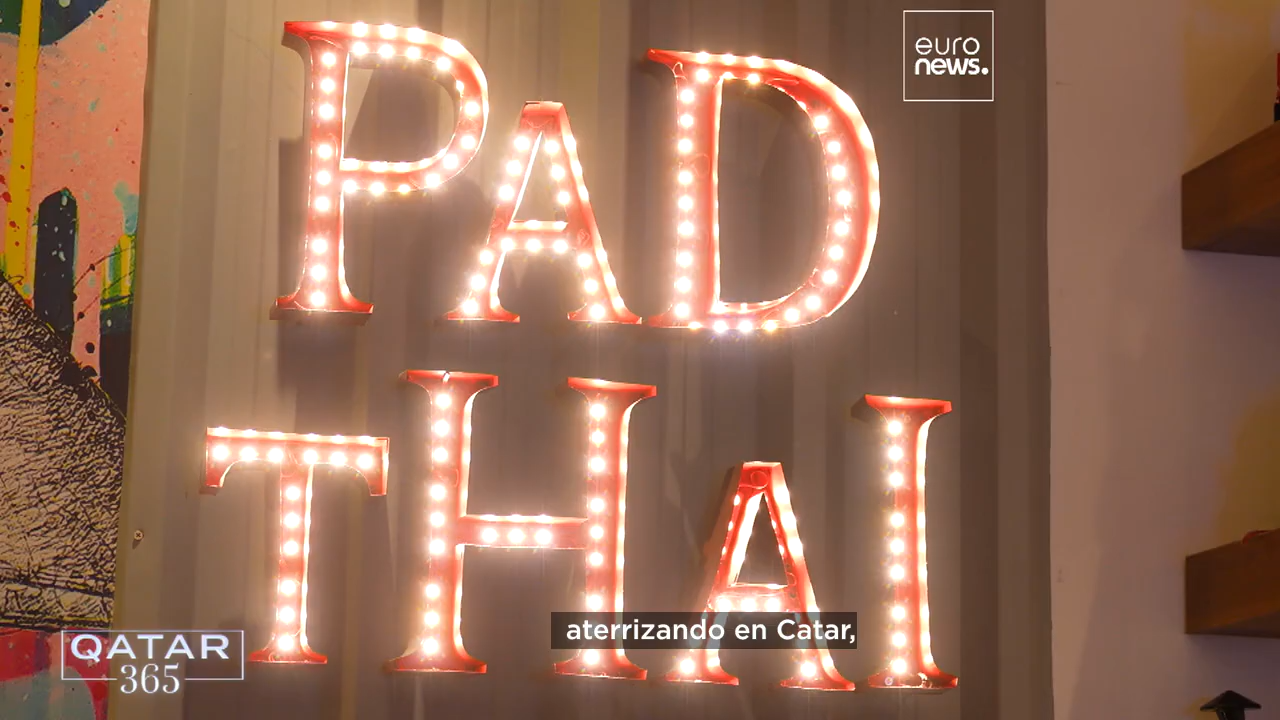 euro
news.
PAD
THAI
aterrizando en Catar,
QATAR
365